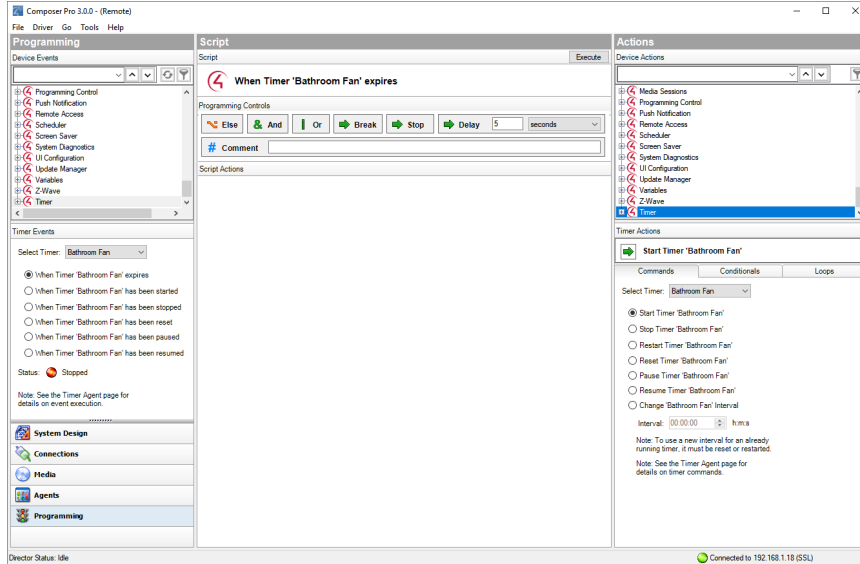 Composer Pro 3.0.0 - (Remote)
File Driver Go Tools Help
Programming
Device Events
Programming Control
Push Notification
Remote Access
Scheduler
Screen Saver
System Diagnostics
UI Configuration
Update Manager
Variables
Z-Wave
Timer
Timer Events
Select Timer: Bathroom Fan
When Timer 'Bathroom Fan' expires
When Timer 'Bathroom Fan' has been started
When Timer 'Bathroom Fan' has been stopped
When Timer 'Bathroom Fan' has been reset
When Timer 'Bathroom Fan' has been paused
When Timer 'Bathroom Fan' has been resumed
Status: Stopped
Note: See the Timer Agent page for
details on event execution.
System Design
Connections
Media
Agents
Programming
Script
Script Execute
When Timer 'Bathroom Fan' expires
Programming Controls
Else & And Or Break Stop Delay 5 seconds
# Comment
Script Actions
Actions
Device Actions
Media Sessions
Programming Control
Push Notification
Remote Access
Scheduler
Screen Saver
System Diagnostics
UI Configuration
Update Manager
Variables
Z-Wave
Timer
Timer Actions
Start Timer 'Bathroom Fan'
Commands Conditionals Loops
Select Timer: Bathroom Fan
Start Timer 'Bathroom Fan'
Stop Timer 'Bathroom Fan'
Restart Timer 'Bathroom Fan'
Reset Timer 'Bathroom Fan'
Pause Timer 'Bathroom Fan'
Resume Timer 'Bathroom Fan'
Change 'Bathroom Fan' Interval
Interval: 00:00:00 h:m:s
Note: To use a new interval for an already
running timer, it must be reset or restarted.
Note: See the Timer Agent page for
details on timer commands.
Director Status: Idle
Connected to 192.168.1.18 (SSL)